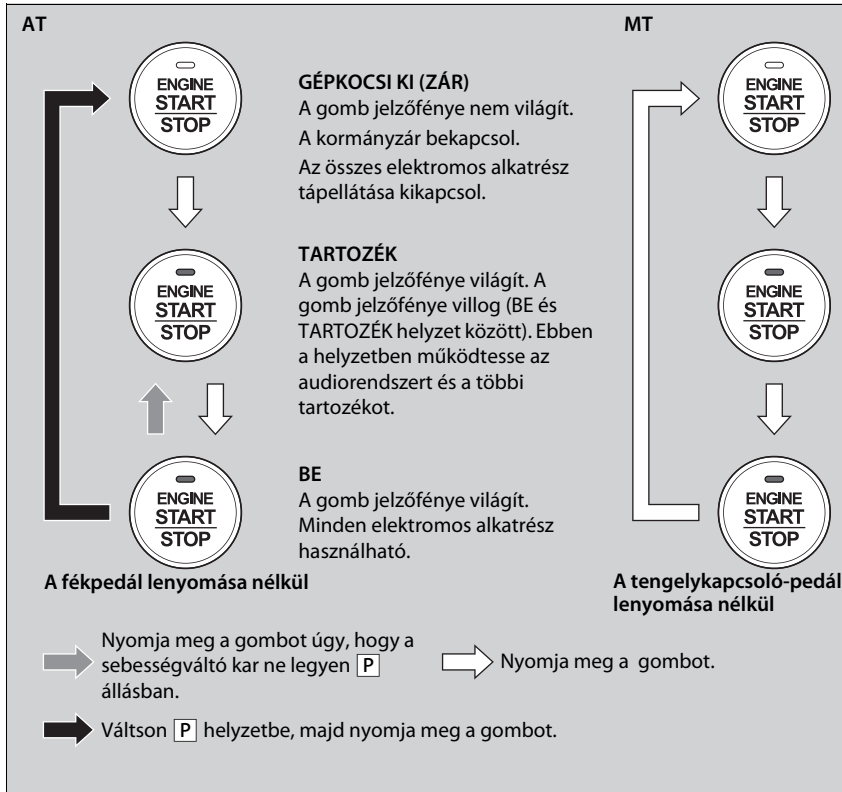 AT
ENGINE
START
STOP
GÉPKOCSI KI (ZÁR)
A gomb jelzőfénye nem világít.
A kormányzár bekapcsol.
Az összes elektromos alkatrész
tápellátása kikapcsol.
ENGINE
START
STOP
TARTOZÉK
A gomb jelzőfénye világít. A
gomb jelzőfénye villog (BE és
TARTOZÉK helyzet között). Ebben
a helyzetben működtesse az
audiorendszert és a többi
tartozékot.
ENGINE
START
STOP
BE
A gomb jelzőfénye világít.
Minden elektromos alkatrész
használható.
A fékpedál lenyomása nélkül
MT
ENGINE
START
STOP
ENGINE
START
STOP
ENGINE
START
STOP
A tengelykapcsoló-pedál
lenyomása nélkül
Nyomja meg a gombot úgy, hogy a
sebességváltó kar ne legyen P
állásban.
Nyomja meg a gombot.
Váltson P helyzetbe, majd nyomja meg a gombot.